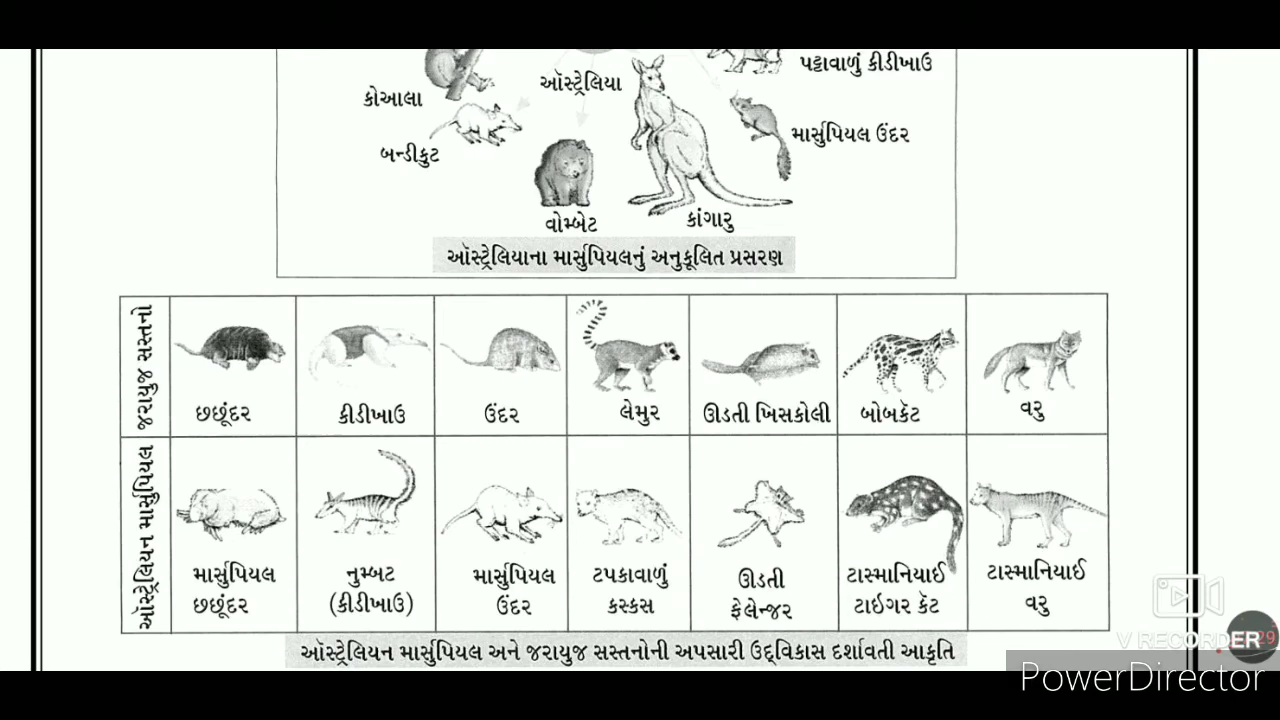 પટ્ટાવાળું કીડીખાઉ
ઑસ્ટ્રેલિયા
કોઆલા
માર્સુપિયલ ઉંદર
બન્ડીકુટ
વોમ્બેટ
કાંગારુ
ઑસ્ટ્રેલિયાના માર્સુપિયલનું અનુકૂલિત પ્રસરણ
જરાયુજ સસ્તનો
છછૂંદર
કીડીખાઉ
ઉંદર
લેમુર
ઊડતી ખિસકોલી
બોબકૅટ
વરુ
ઑસ્ટ્રેલિયન માર્સુપિયલ
માર્સુપિયલ
છછૂંદર
નુમ્બટ
(કીડીખાઉ)
માર્સુપિયલ
ઉંદર
ટપકાવાળું
કસ્કસ
ઊડતી
ફેલેન્જર
ટાસ્માનિયાઈ
ટાઇગર કૅટ
ટાસ્માનિયાઈ
વરુ
ઑસ્ટ્રેલિયન માર્સુપિયલ અને જરાયુજ સસ્તનોની અપસારી ઉદ્‌વિકાસ દર્શાવતી આકૃતિ
V RECORDER
29
PowerDirector